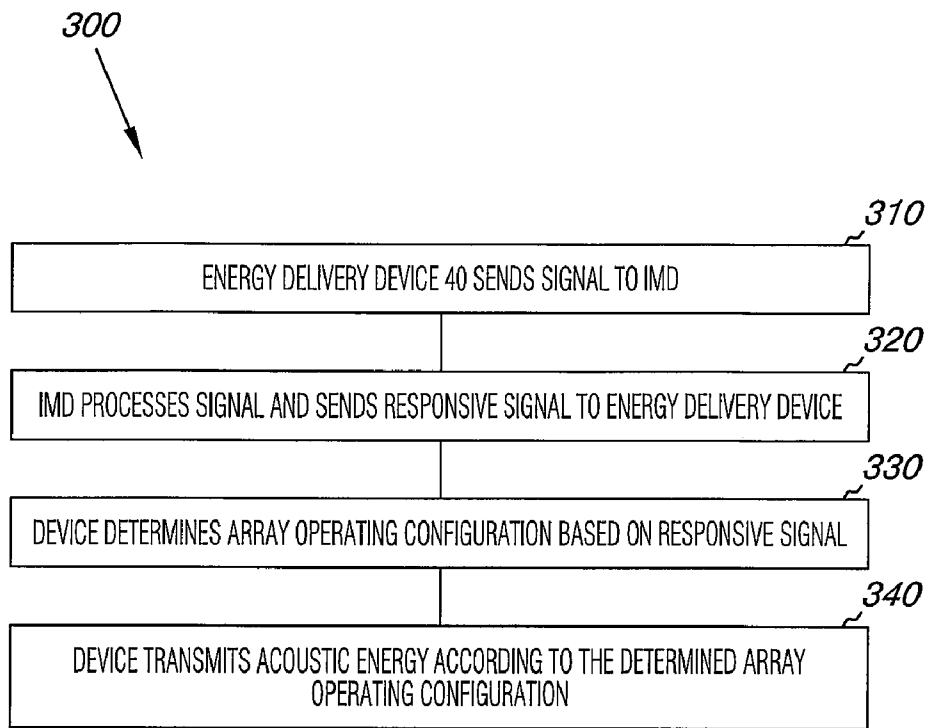 300
310
ENERGY DELIVERY DEVICE 40 SENDS SIGNAL TO IMD
320
IMD PROCESSES SIGNAL AND SENDS RESPONSIVE SIGNAL TO ENERGY DELIVERY DEVICE
330
DEVICE DETERMINES ARRAY OPERATING CONFIGURATION BASED ON RESPONSIVE SIGNAL
340
DEVICE TRANSMITS ACOUSTIC ENERGY ACCORDING TO THE DETERMINED ARRAY
OPERATING CONFIGURATION